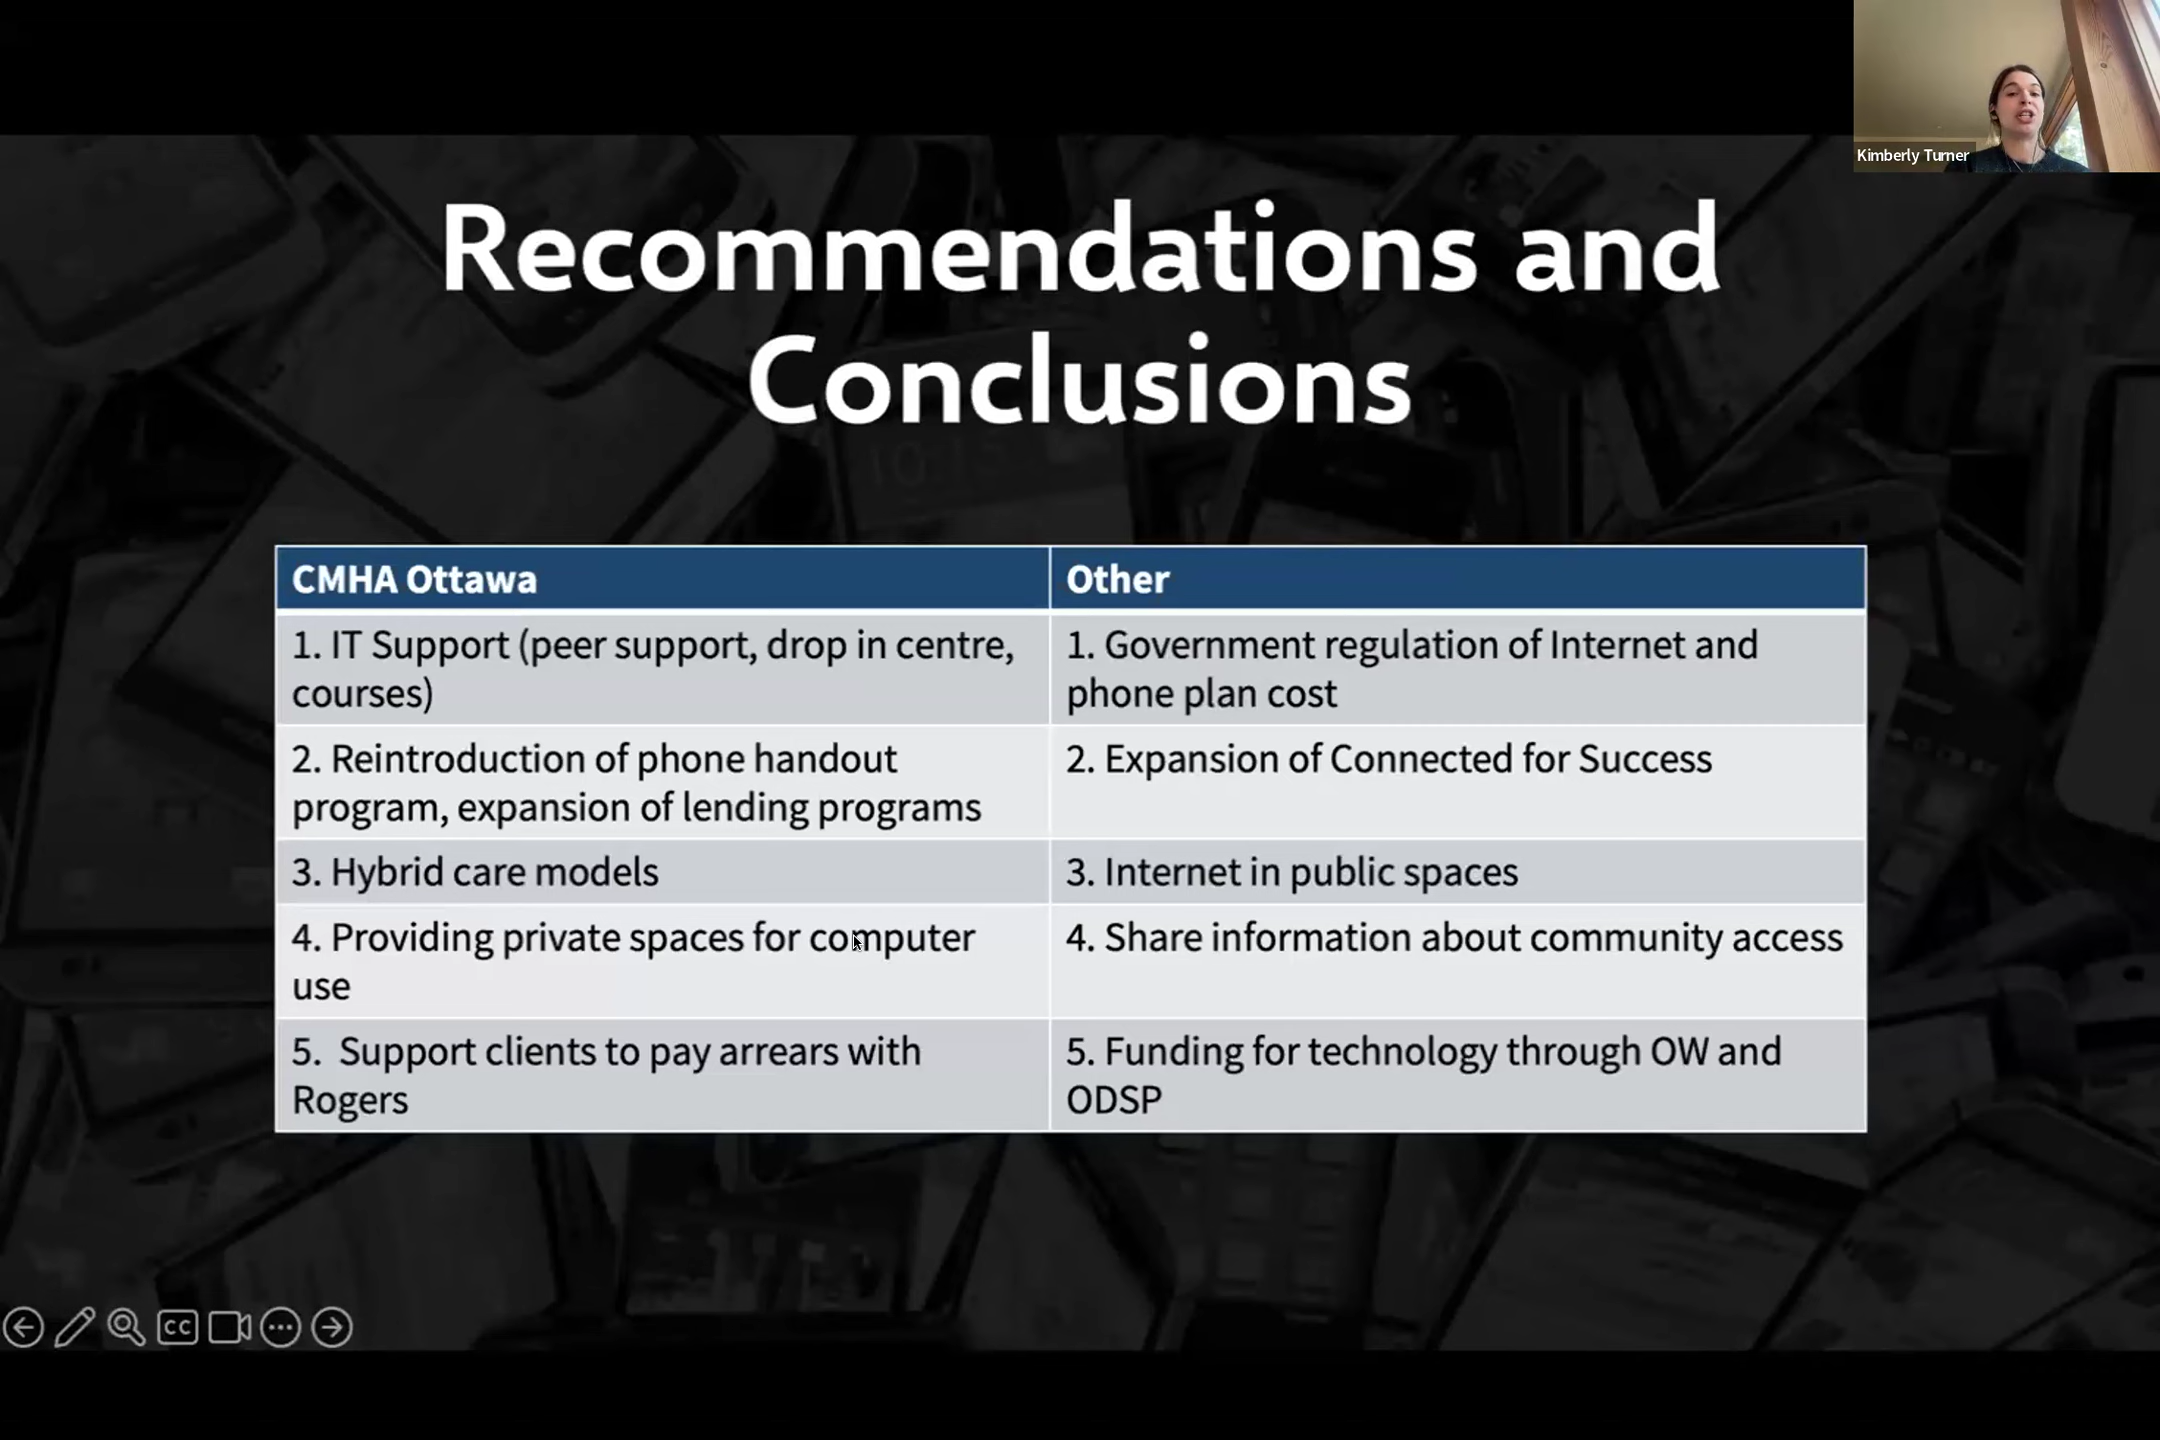 Kimberly Turner
Recommendations and
Conclusions
CMHA Ottawa
Other
1. IT Support (peer support, drop in centre,
courses)
1. Government regulation of Internet and
phone plan cost
2. Reintroduction of phone handout
program, expansion of lending programs
2. Expansion of Connected for Success
3. Hybrid care models
3. Internet in public spaces
4. Providing private spaces for computer
use
4. Share information about community access
5.  Support clients to pay arrears with
Rogers
5. Funding for technology through OW and
ODSP
CC